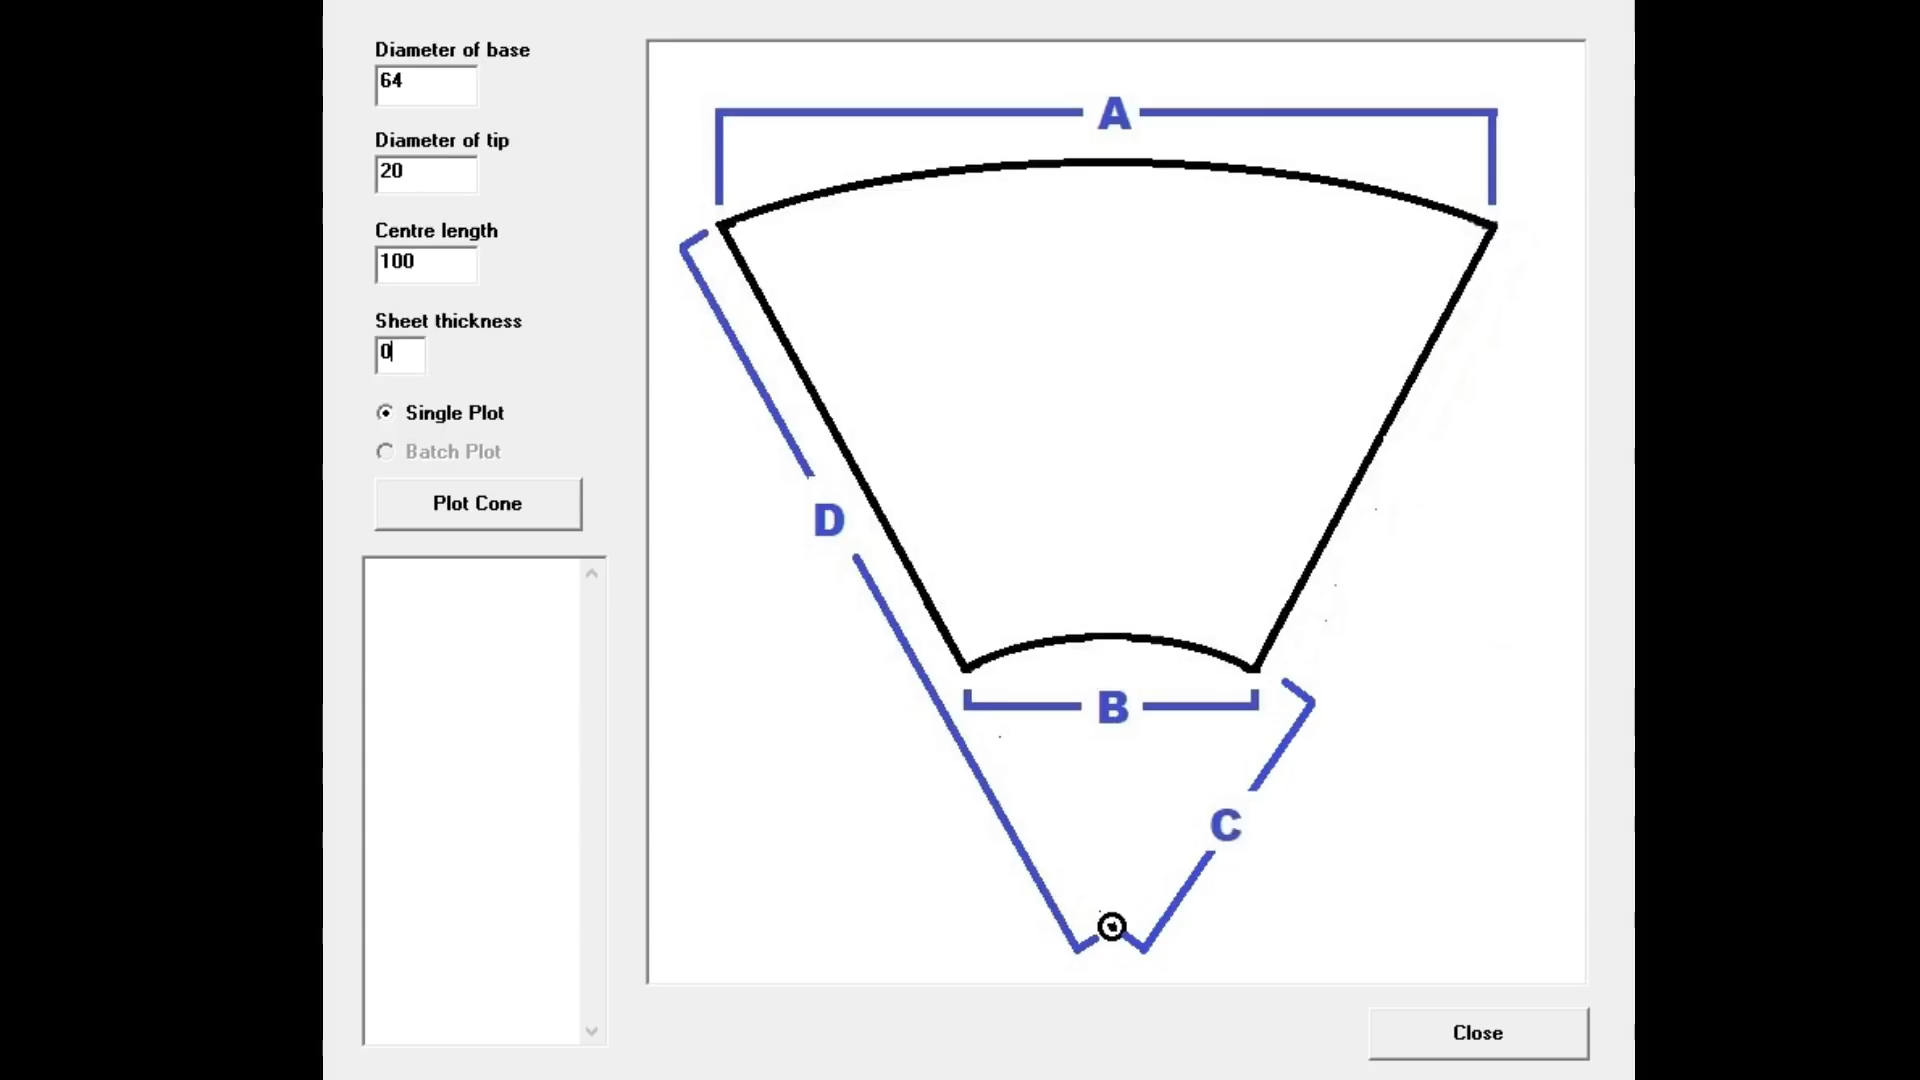 Diameter of base
64
Diameter of tip
20
Centre length
100
Sheet thickness
0
Single Plot
Batch Plot
Plot Cone
A
D
B
C
Close